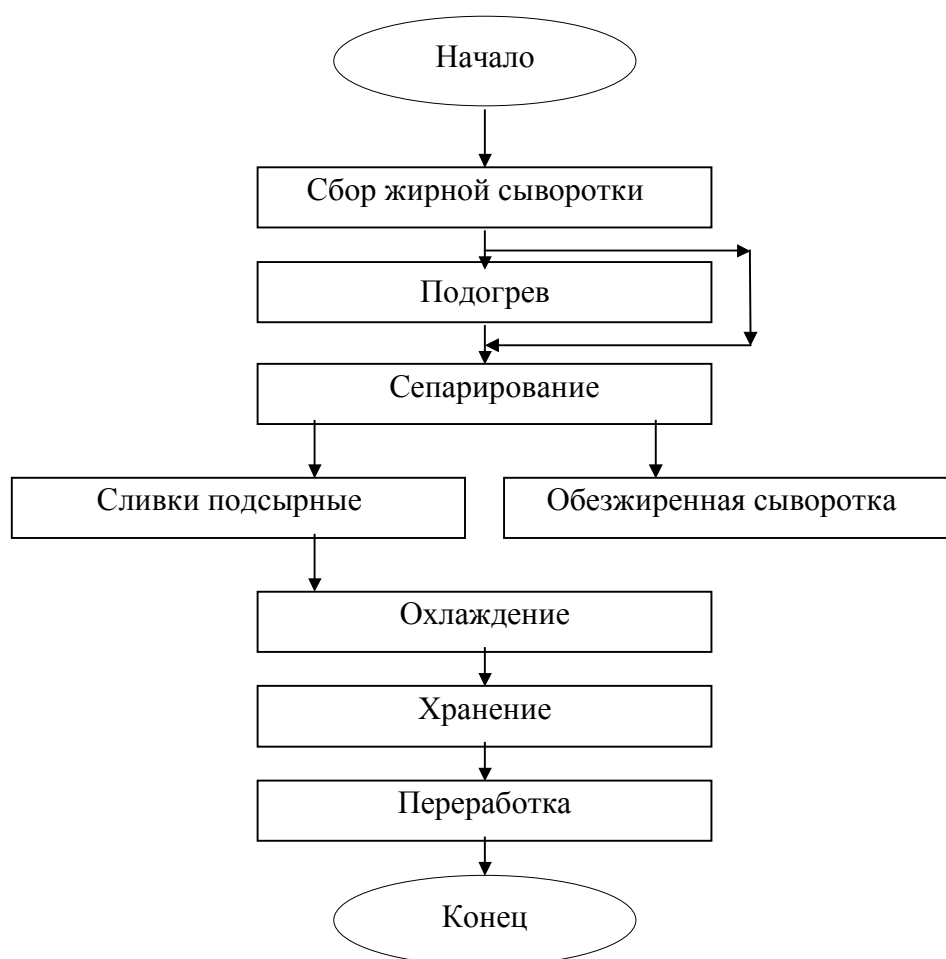 Начало
Сбор жирной сыворотки
Подогрев
Сепарирование
Сливки подсырные
Обезжиренная сыворотка
Охлаждение
Хранение
Переработка
Конец